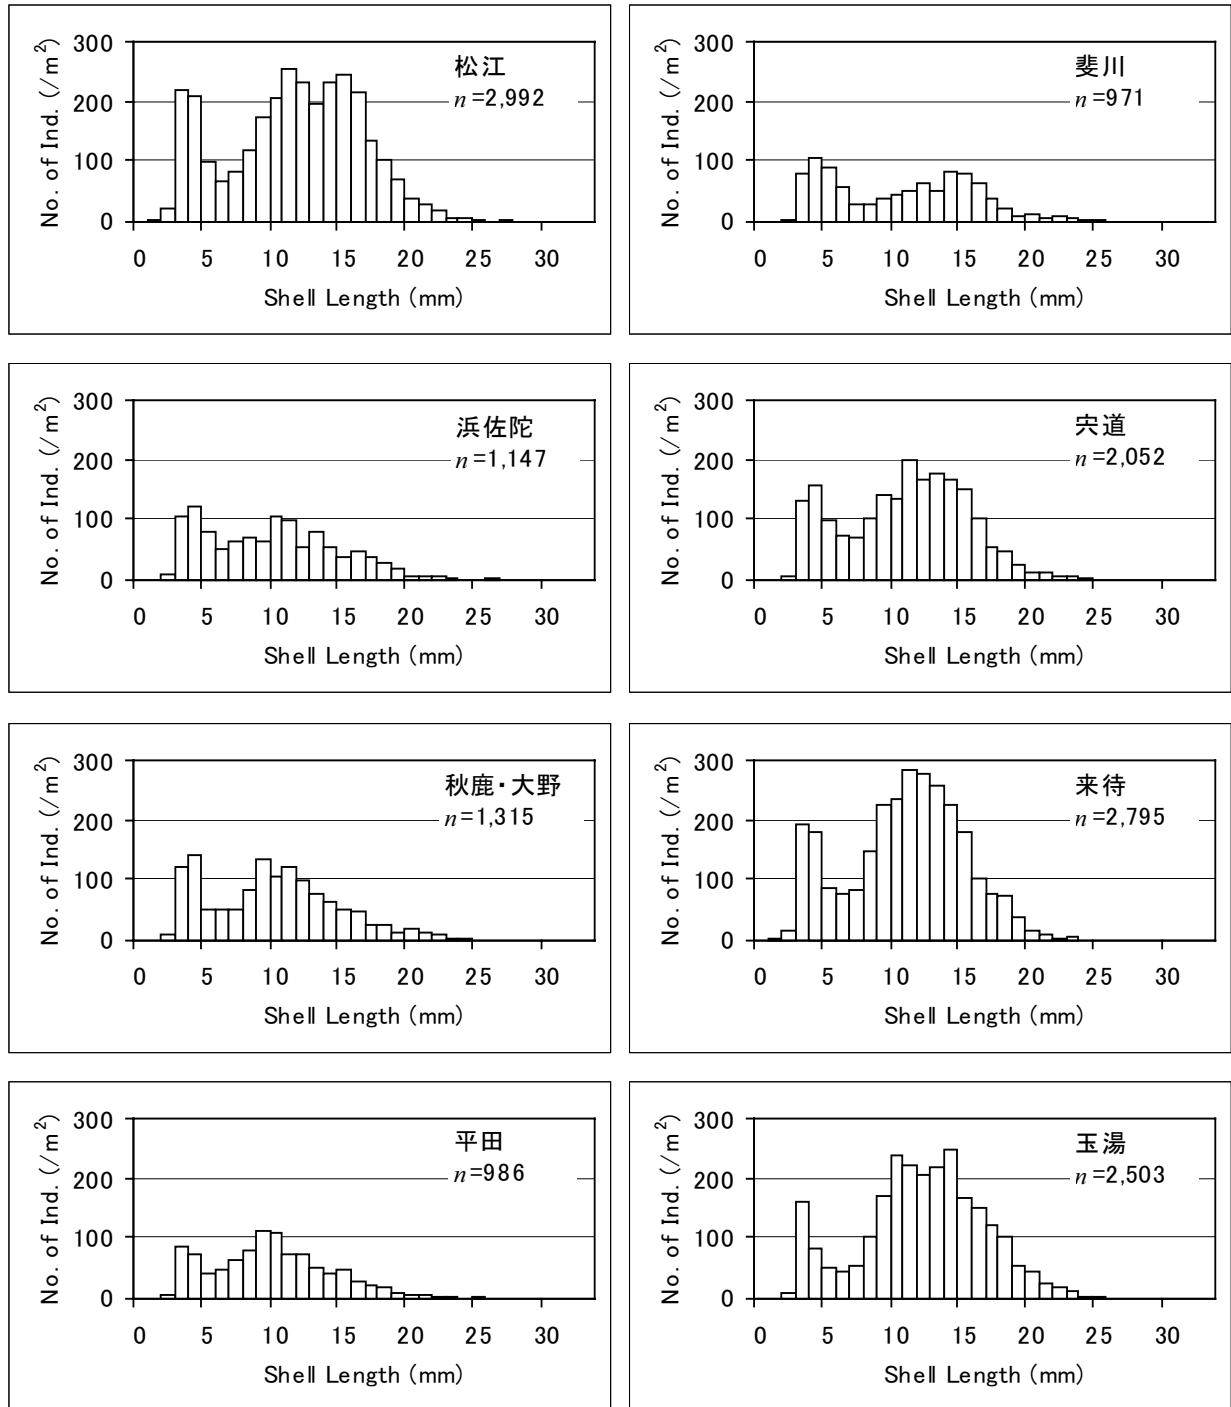 No. of Ind. (/m²)
300
200
100
0
松江
n=2,992
0 5 10 15 20 25 30
Shell Length (mm)
No. of Ind. (/m²)
300
200
100
0
斐川
n=971
0 5 10 15 20 25 30
Shell Length (mm)
No. of Ind. (/m²)
300
200
100
0
浜佐陀
n=1,147
0 5 10 15 20 25 30
Shell Length (mm)
No. of Ind. (/m²)
300
200
100
0
宍道
n=2,052
0 5 10 15 20 25 30
Shell Length (mm)
No. of Ind. (/m²)
300
200
100
0
秋鹿・大野
n=1,315
0 5 10 15 20 25 30
Shell Length (mm)
No. of Ind. (/m²)
300
200
100
0
来待
n=2,795
0 5 10 15 20 25 30
Shell Length (mm)
No. of Ind. (/m²)
300
200
100
0
平田
n=986
0 5 10 15 20 25 30
Shell Length (mm)
No. of Ind. (/m²)
300
200
100
0
玉湯
n=2,503
0 5 10 15 20 25 30
Shell Length (mm)